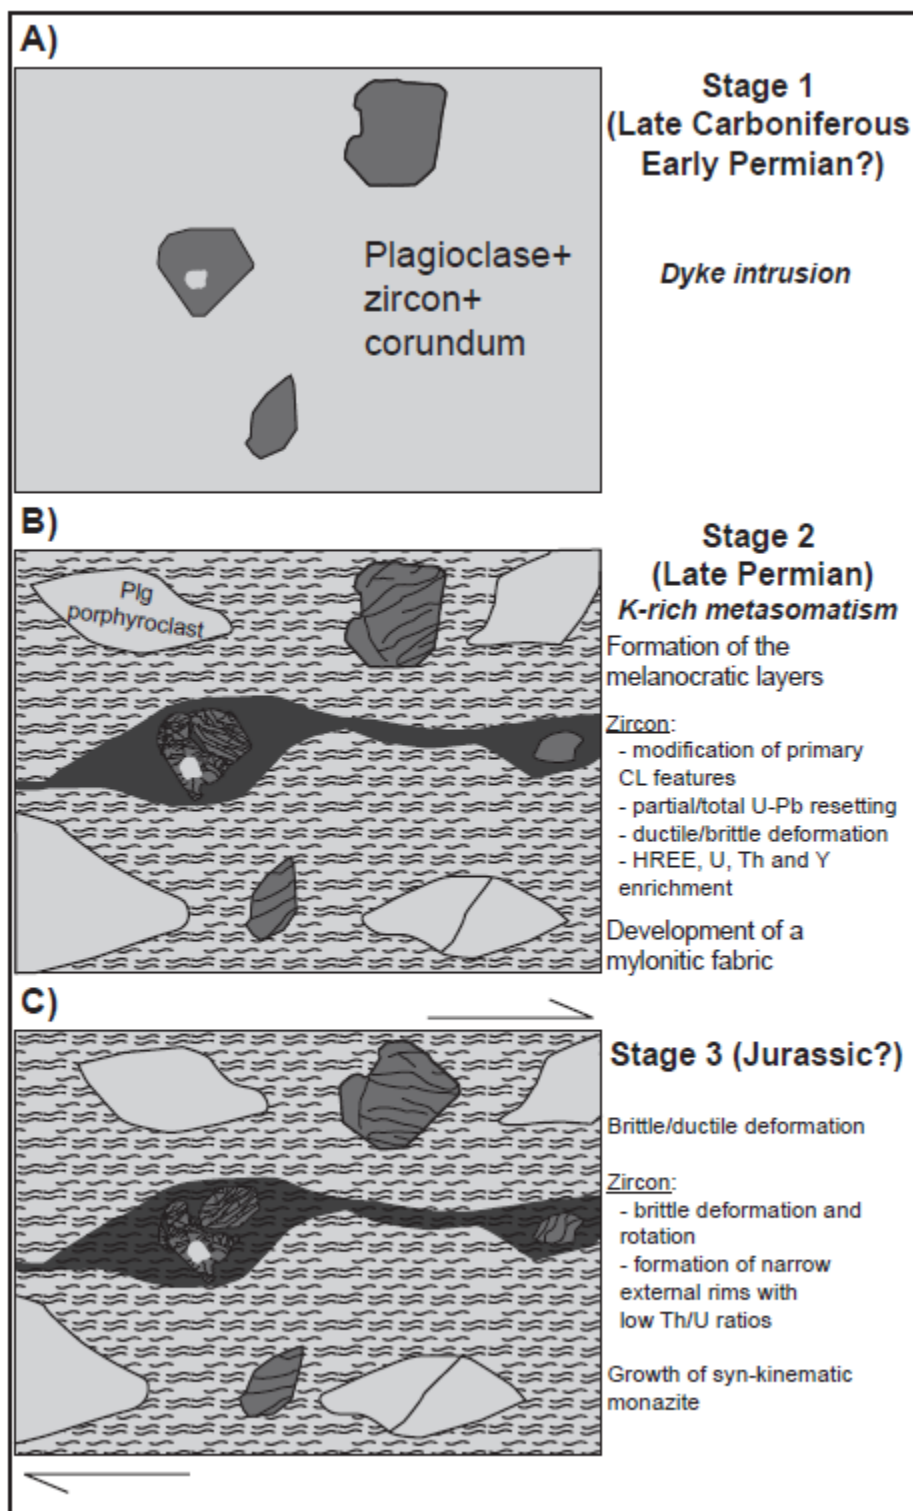 A)
Stage 1
(Late Carboniferous
Early Permian?)
Plagioclase+
zircon+
corundum
Dyke intrusion
B)
Stage 2
(Late Permian)
K-rich metasomatism
Plg
porphyroclast
Formation of the
melanocratic layers
Zircon:
- modification of primary
CL features
- partial/total U-Pb resetting
- ductile/brittle deformation
- HREE, U, Th and Y
enrichment
Development of a
mylonitic fabric
C)
Stage 3 (Jurassic?)
Brittle/ductile deformation
Zircon:
- brittle deformation and
rotation
- formation of narrow
external rims with
low Th/U ratios
Growth of syn-kinematic
monazite